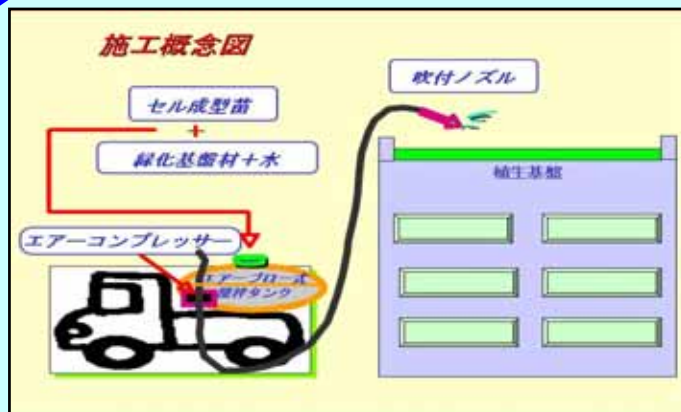 施工概念図
吹付ノズル
セル成型苗
+
緑化基盤材+水
植生基盤
エアーコンプレッサー
エアーブロー式
攪拌タンク